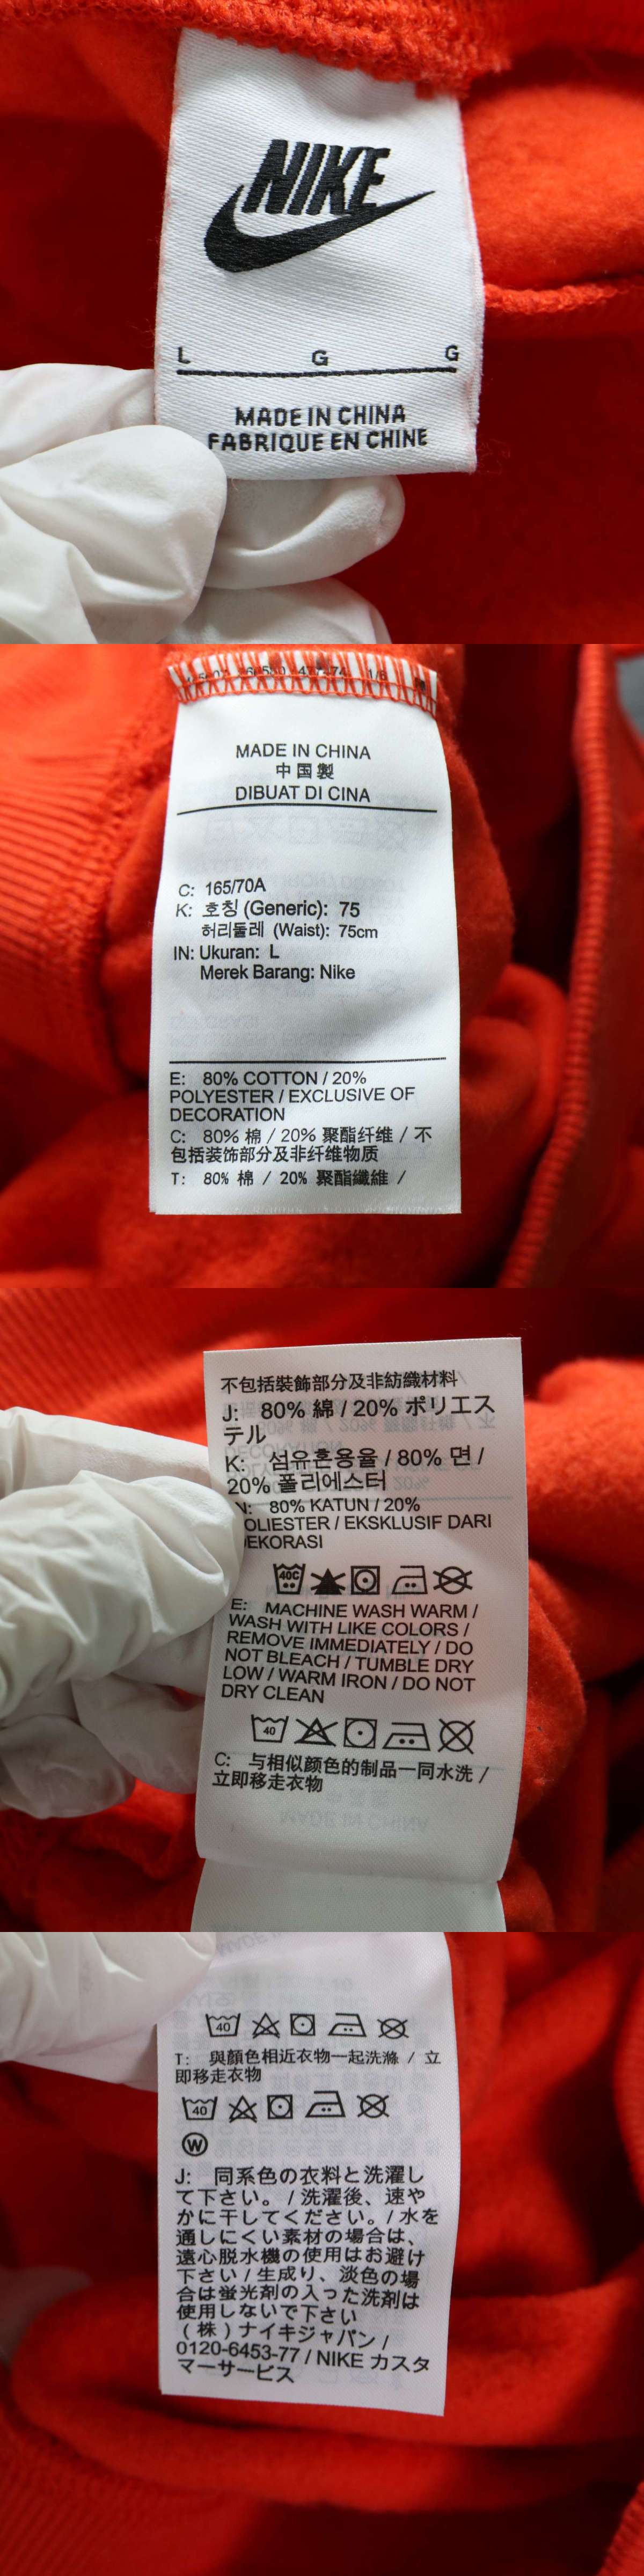 NIKE
L G G
MADE IN CHINA
FABRIQUE EN CHINE
MADE IN CHINA
中国製
DIBUAT DI CINA
C: 165/70A
K: 호칭 (Generic): 75
허리둘레 (Waist): 75cm
IN: Ukuran: L
Merek Barang: Nike
E: 80% COTTON / 20%
POLYESTER / EXCLUSIVE OF
DECORATION
C: 80% 棉 / 20% 聚酯纤维 / 不
包括装饰部分及非纤维物质
T: 80% 棉 / 20% 聚酯纖維 /
不包括裝飾部分及非紡織材料
J: 80% 綿 / 20% ポリエス
テル
K: 섬유혼용율 / 80% 면 /
20% 폴리에스터
80% KATUN / 20%
OLIESTER / EKSKLUSIF DARI
EKORASI
40C
E: MACHINE WASH WARM /
WASH WITH LIKE COLORS /
REMOVE IMMEDIATELY / DO
NOT BLEACH / TUMBLE DRY
LOW / WARM IRON / DO NOT
DRY CLEAN
40
C: 与相似颜色的制品一同水洗 /
立即移走衣物
40
T: 與顏色相近衣物一起洗滌 / 立
即移走衣物
40
W
J: 同系色の衣料と洗濯し
て下さい。 / 洗濯後、速や
かに干してください。 / 水を
通しにくい素材の場合は、
遠心脱水機の使用はお避け
下さい / 生成り、淡色の場
合は蛍光剤の入った洗剤は
使用しないで下さい
(株) ナイキジャパン /
0120-6453-77 / NIKE カスタ
マーサービス